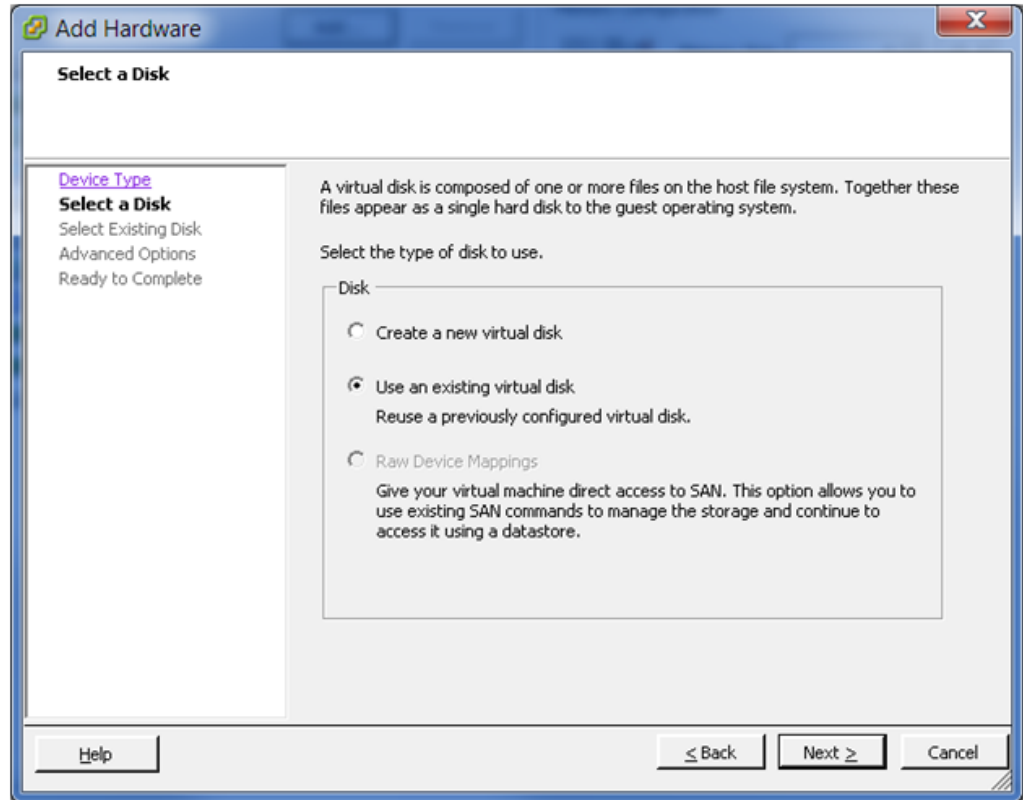 Add Hardware
Select a Disk
Device Type
Select a Disk
Select Existing Disk
Advanced Options
Ready to Complete
A virtual disk is composed of one or more files on the host file system. Together these
files appear as a single hard disk to the guest operating system.
Select the type of disk to use.
Disk
Create a new virtual disk
Use an existing virtual disk
Reuse a previously configured virtual disk.
Raw Device Mappings
Give your virtual machine direct access to SAN. This option allows you to
use existing SAN commands to manage the storage and continue to
access it using a datastore.
Help
< Back
Next >
Cancel